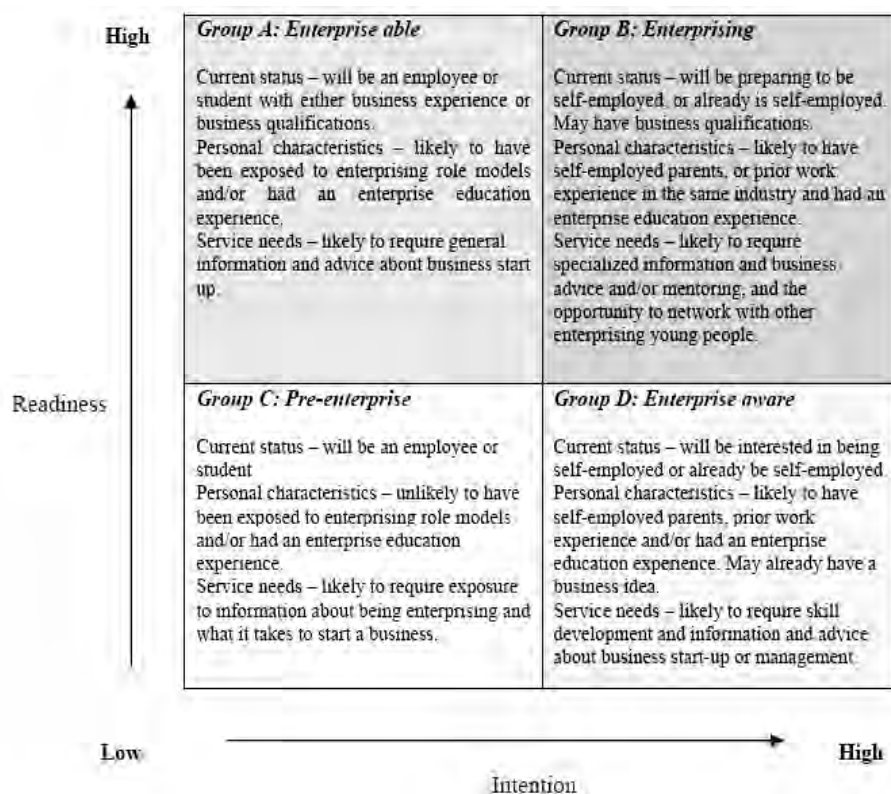 High
Group A: Enterprise able
Current status – will be an employee or
student with either business experience or
business qualifications.
Personal characteristics – likely to have
been exposed to enterprising role models
and/or had an enterprise education
experience.
Service needs – likely to require general
information and advice about business start
up.
Group B: Enterprising
Current status – will be preparing to be
self-employed, or already is self-employed.
May have business qualifications.
Personal characteristics – likely to have
self-employed parents, or prior work
experience in the same industry and had an
enterprise education experience.
Service needs – likely to require
specialized information and business
advice and/or mentoring, and the
opportunity to network with other
enterprising young people.
Readiness
Group C: Pre-enterprise
Current status – will be an employee or
student
Personal characteristics – unlikely to have
been exposed to enterprising role models
and/or had an enterprise education
experience.
Service needs – likely to require exposure
to information about being enterprising and
what it takes to start a business.
Group D: Enterprise aware
Current status – will be interested in being
self-employed or already be self-employed.
Personal characteristics – likely to have
self-employed parents, prior work
experience and/or had an enterprise
education experience. May already have a
business idea.
Service needs – likely to require skill
development and information and advice
about business start-up or management
Low
High
Intention